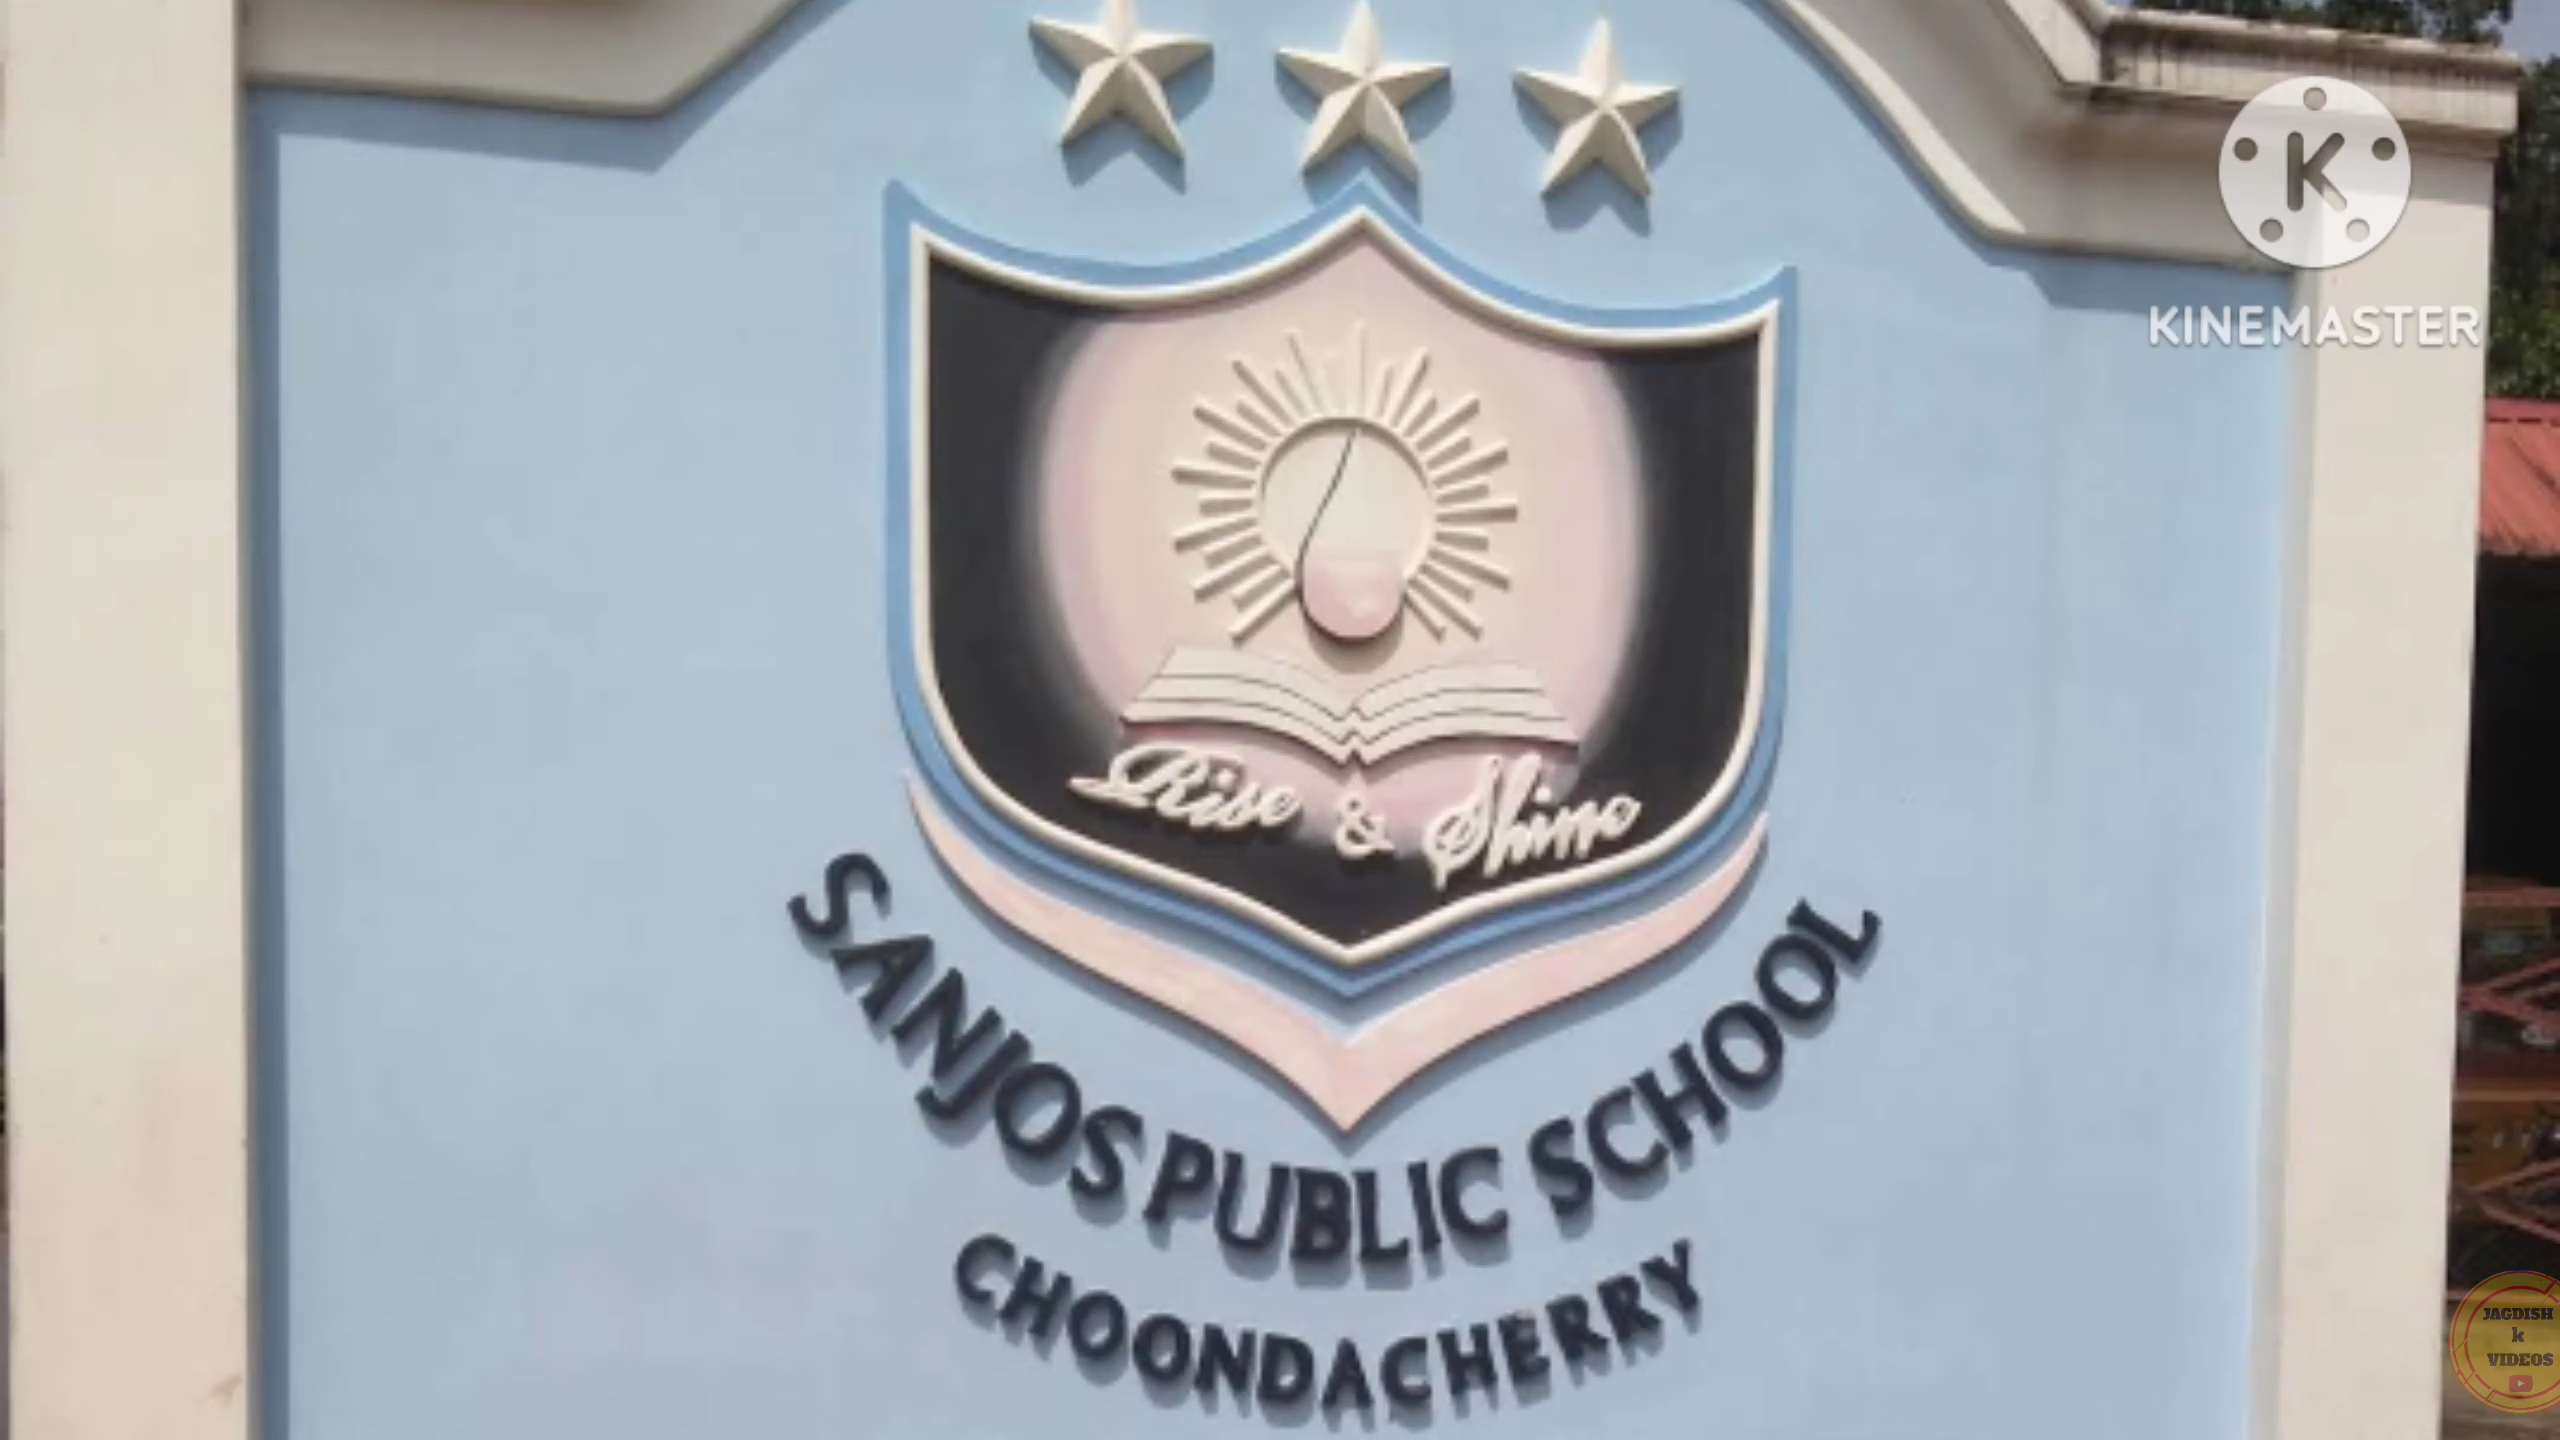 K
KINEMASTER
Rise & Shine
SANJOS PUBLIC SCHOOL
CHOONDACHERRY
JAGDISH
k
VIDEOS